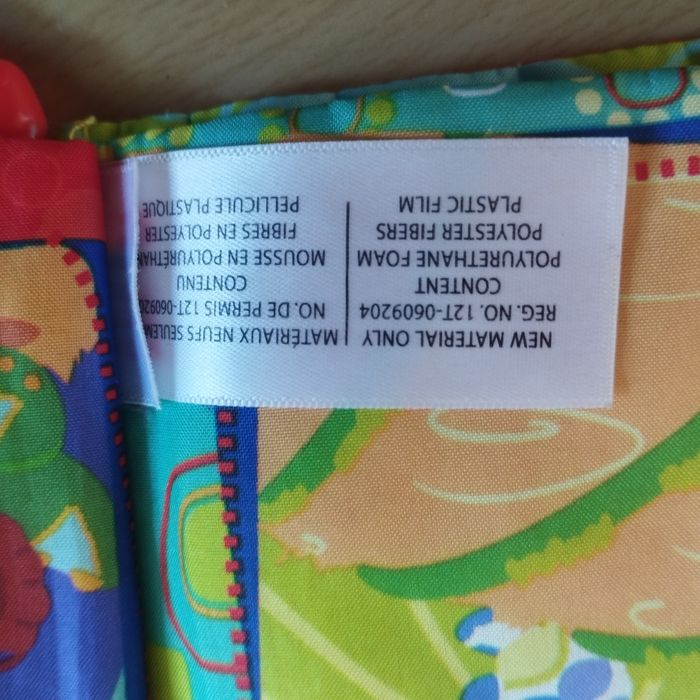 NEW MATERIAL ONLY
REG. NO. 12T-0609204
CONTENT
POLYURETHANE FOAM
POLYESTER FIBERS
PLASTIC FILM
MATÉRIAUX NEUFS
NO. DE PERMIS
CONTENU
MOUSSE EN
FIBRES EN POLYESTER
PELLICULE PLASTIQUE